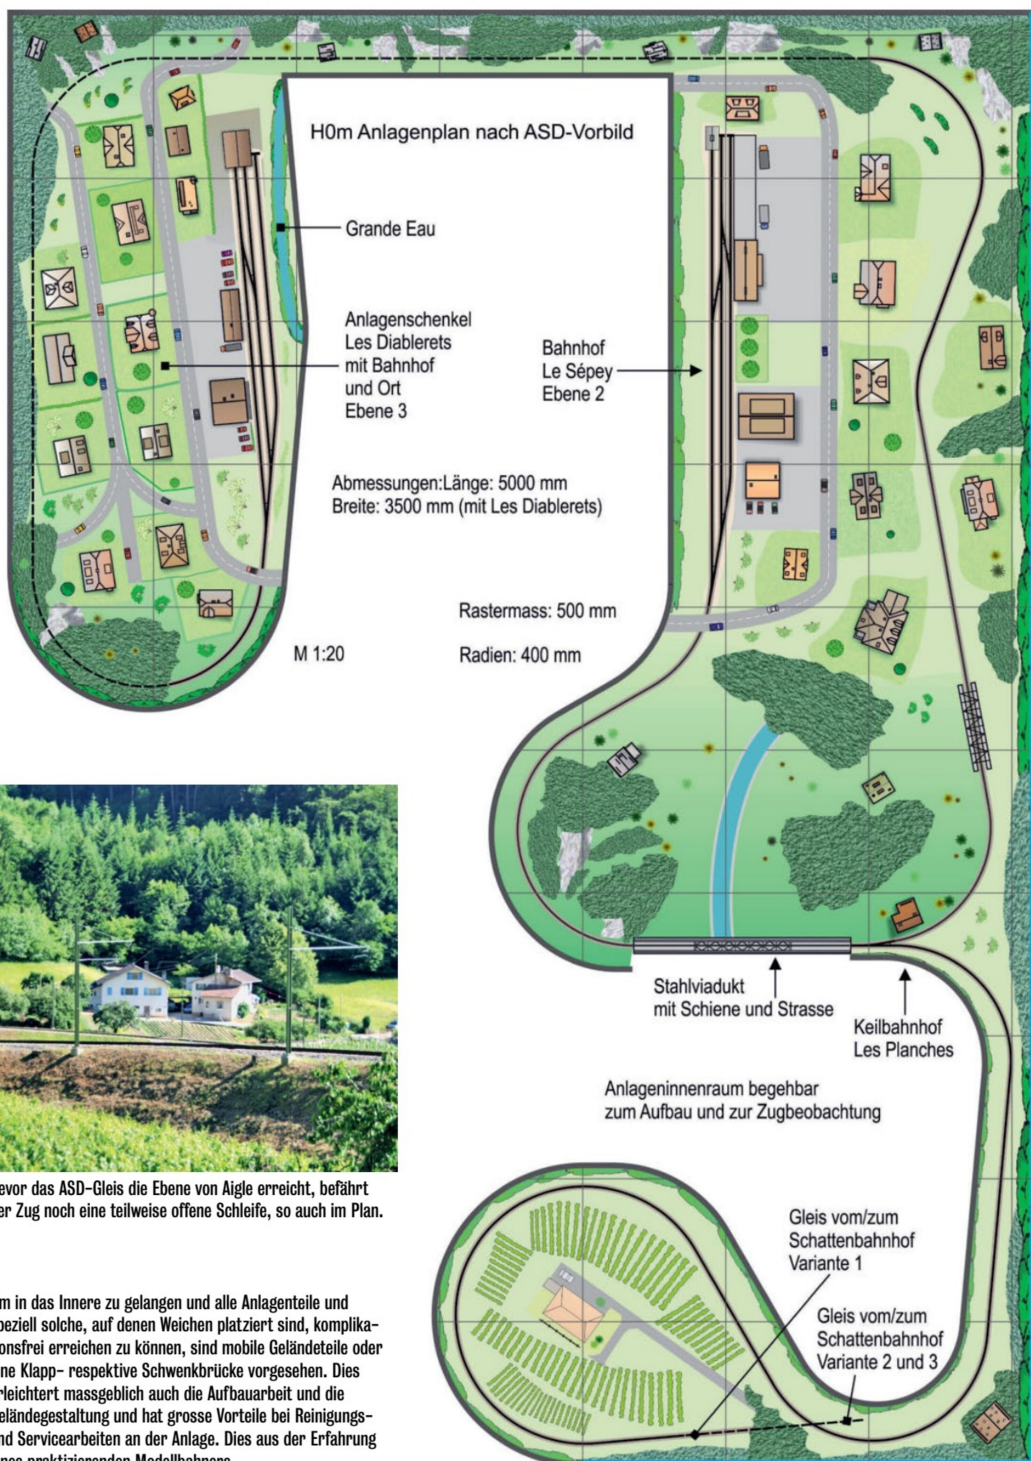 H0m Anlagenplan nach ASD-Vorbild
Grande Eau
Anlagenschenkel
Les Diablerets
mit Bahnhof
und Ort
Ebene 3
Bahnhof
Le Sépey
Ebene 2
Abmessungen:Länge: 5000 mm
Breite: 3500 mm (mit Les Diablerets)
Rastermass: 500 mm
M 1:20
Radien: 400 mm
Stahlviadukt
mit Schiene und Strasse
Keilbahnhof
Les Planches
Anlageninnenraum begehbar
zum Aufbau und zur Zugbeobachtung
Gleis vom/zum
Schattenbahnhof
Variante 1
Gleis vom/zum
Schattenbahnhof
Variante 2 und 3
evor das ASD-Gleis die Ebene von Aigle erreicht, befährt
er Zug noch eine teilweise offene Schleife, so auch im Plan.
m in das Innere zu gelangen und alle Anlagenteile und
peziell solche, auf denen Weichen platziert sind, komplika-
onsfrei erreichen zu können, sind mobile Geländeteile oder
ne Klapp- respektive Schwenkbrücke vorgesehen. Dies
rleichtert massgeblich auch die Aufbauarbeit und die
eländegestaltung und hat grosse Vorteile bei Reinigungs-
nd Servicearbeiten an der Anlage. Dies aus der Erfahrung